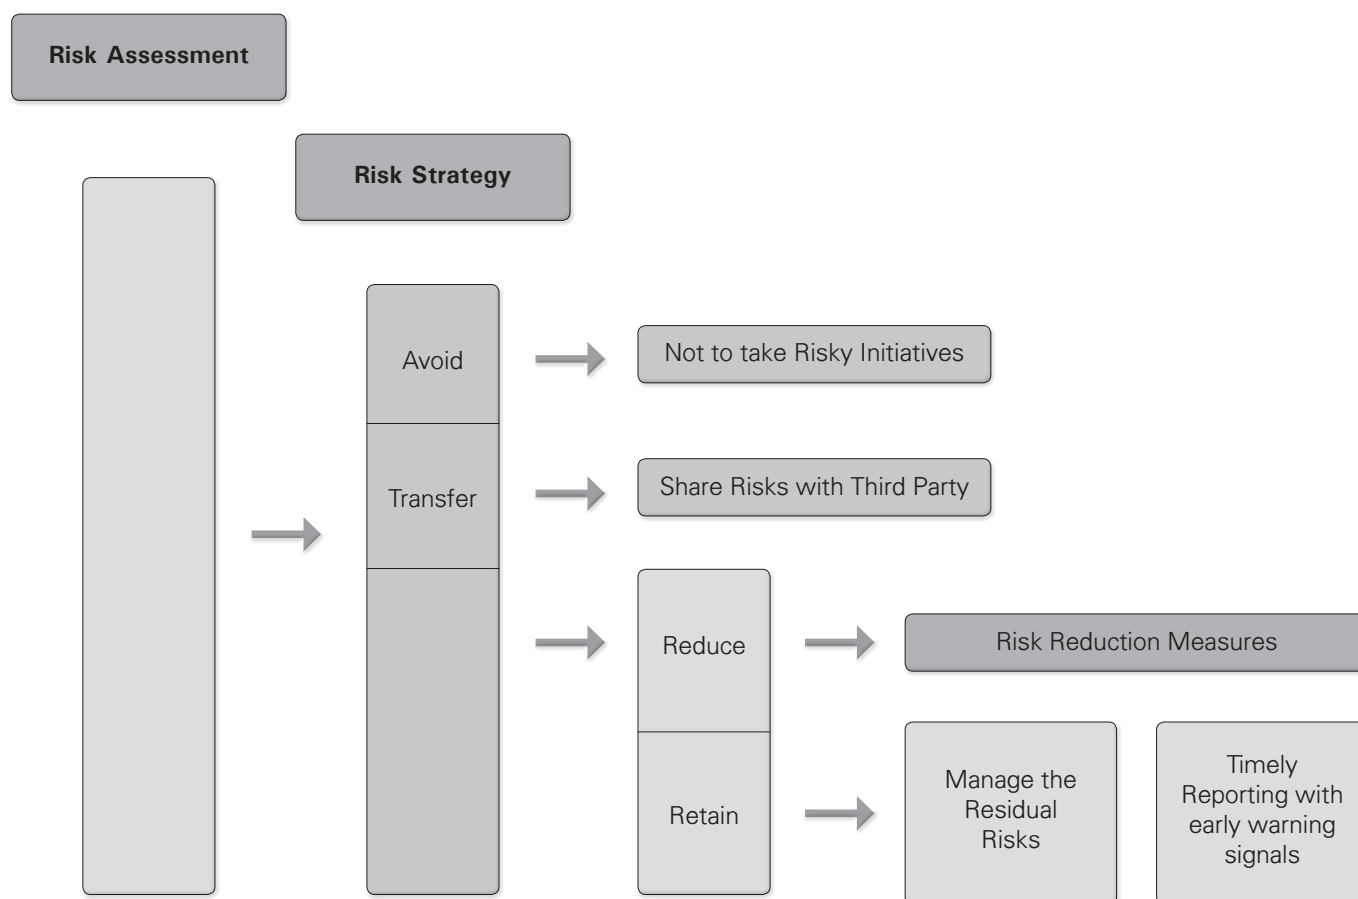 Risk Assessment
Risk Strategy
Avoid
Not to take Risky Initiatives
Transfer
Share Risks with Third Party
Reduce
Risk Reduction Measures
Retain
Manage the
Residual
Risks
Timely
Reporting with
early warning
signals